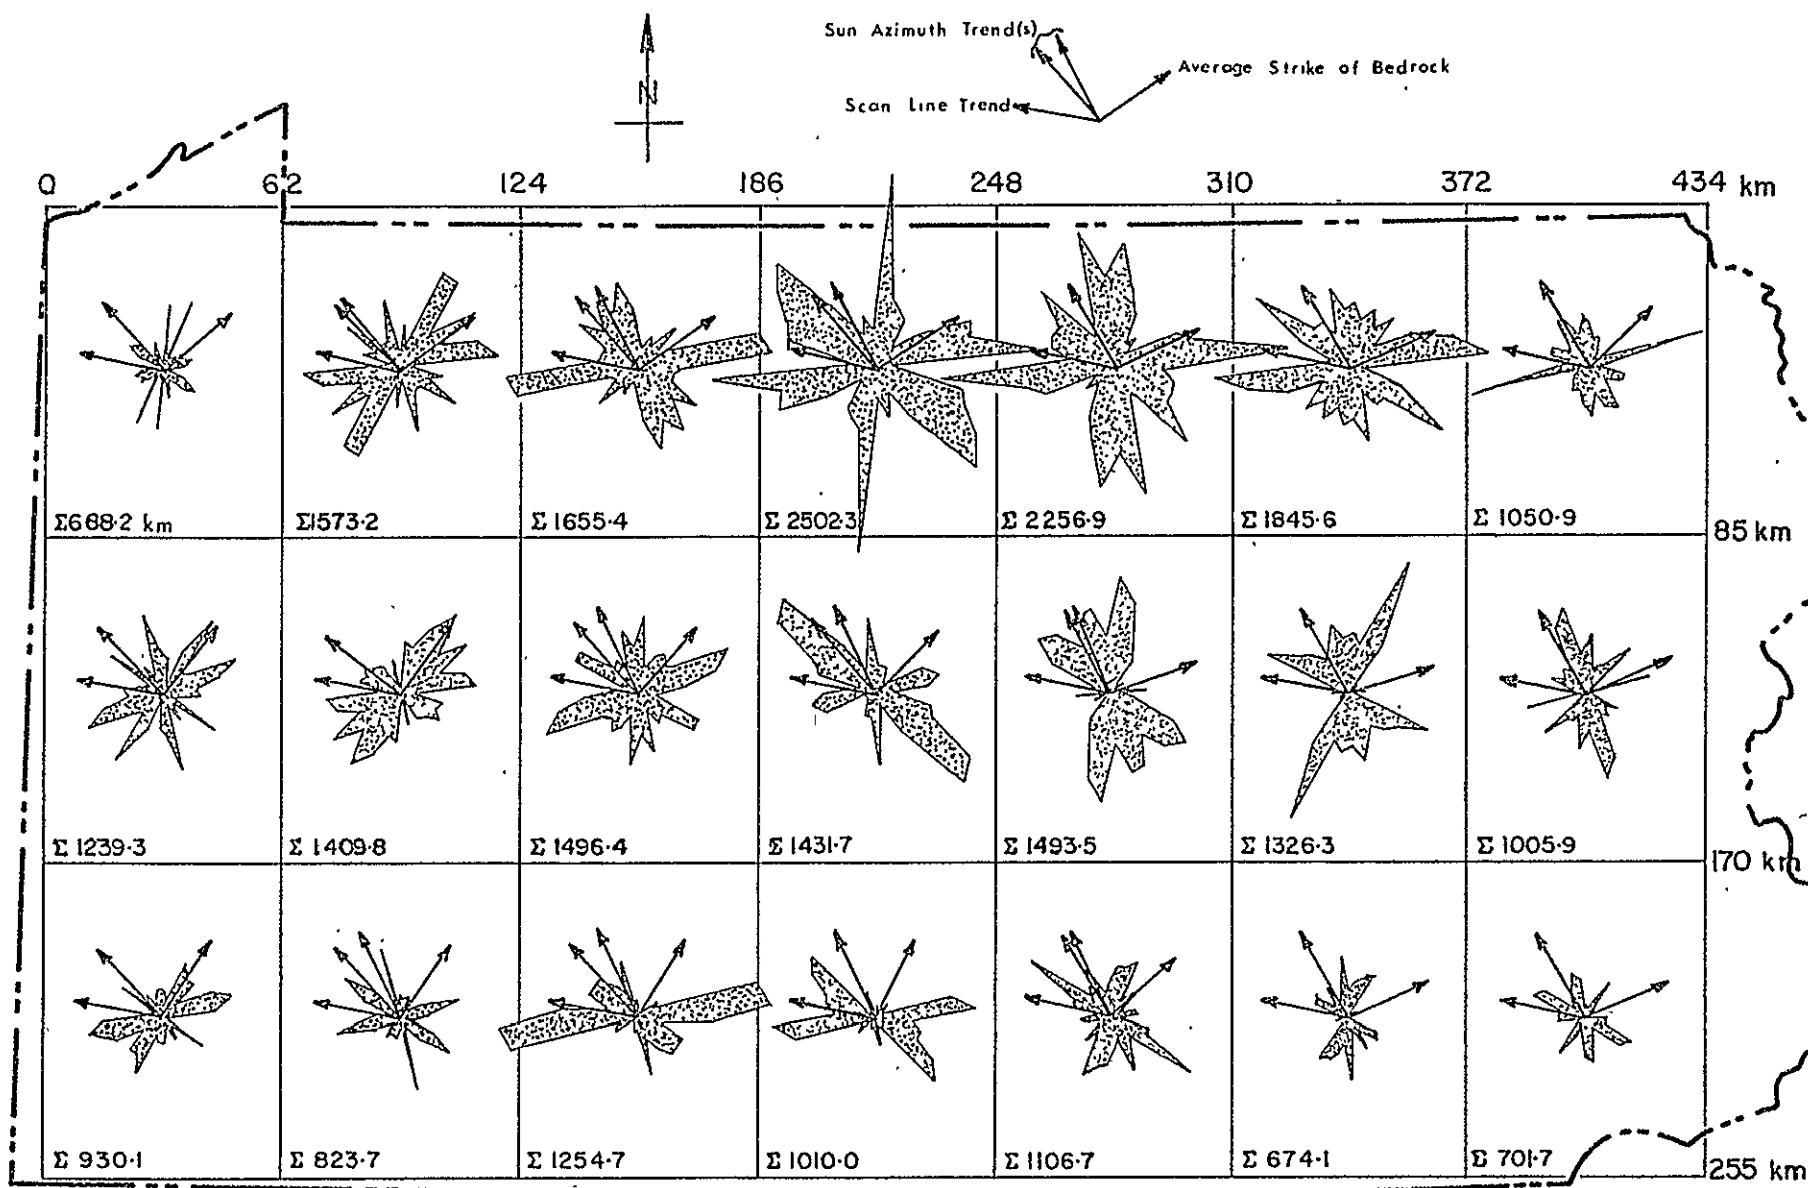 Sun Azimuth Trend(s)
Average Strike of Bedrock
Scan Line Trend
N
0 62 124 186 248 310 372 434 km
Σ688·2 km Σ1573·2 Σ 1655·4 Σ 2502·3 Σ 2256·9 Σ 1845·6 Σ 1050·9
85 km
Σ 1239·3 Σ 1409·8 Σ 1496·4 Σ 1431·7 Σ 1493·5 Σ 1326·3 Σ 1005·9
170 km
Σ 930·1 Σ 823·7 Σ 1254·7 Σ 1010·0 Σ 1106·7 Σ 674·1 Σ 701·7
255 km